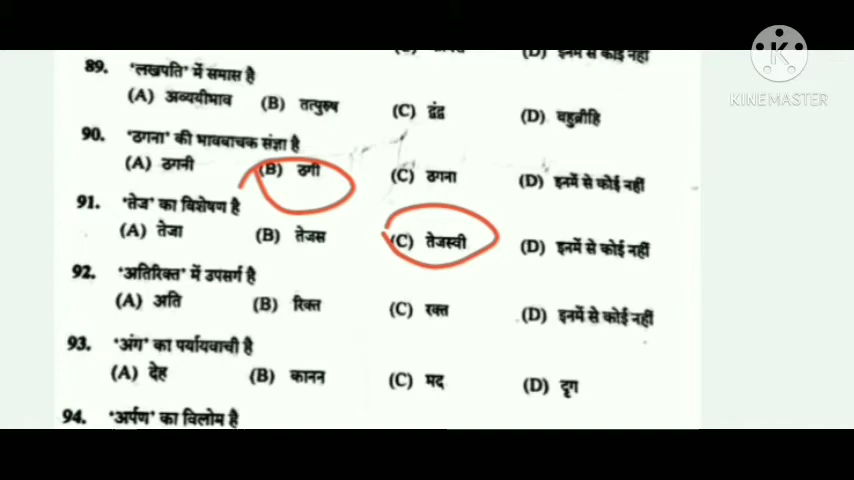 (D) इनमें से कोई नहीं
K
KINEMASTER
89. 'लखपति' में समास है
(A) अव्ययीभाव (B) तत्पुरुष (C) द्वंद्व (D) बहुब्रीहि
90. 'ठगना' की भाववाचक संज्ञा है
(A) ठगनी (B) ठगी (C) ठगना (D) इनमें से कोई नहीं
91. 'तेज' का विशेषण है
(A) तेजा (B) तेजस (C) तेजस्वी (D) इनमें से कोई नहीं
92. 'अतिरिक्त' में उपसर्ग है
(A) अति (B) रिक्त (C) रक्त (D) इनमें से कोई नहीं
93. 'अंग' का पर्यायवाची है
(A) देह (B) कानन (C) मद (D) दृग
94. 'अर्पण' का विलोम है